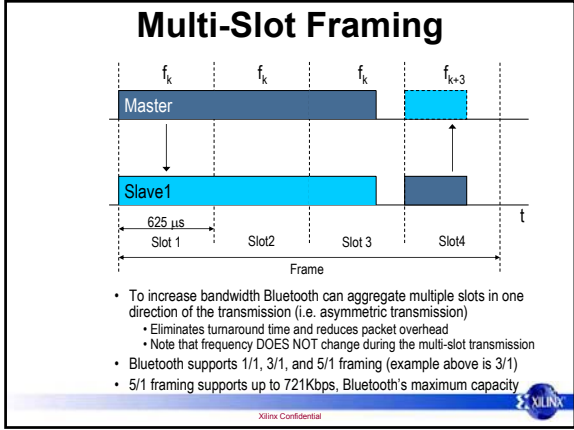 Multi-Slot Framing
f_k f_k f_k f_{k+3}
Master
Slave1
t
625 μs
Slot 1 Slot2 Slot 3 Slot4
Frame
• To increase bandwidth Bluetooth can aggregate multiple slots in one
direction of the transmission (i.e. asymmetric transmission)
• Eliminates turnaround time and reduces packet overhead
• Note that frequency DOES NOT change during the multi-slot transmission
• Bluetooth supports 1/1, 3/1, and 5/1 framing (example above is 3/1)
• 5/1 framing supports up to 721Kbps, Bluetooth's maximum capacity
Xilinx Confidential
XILINX